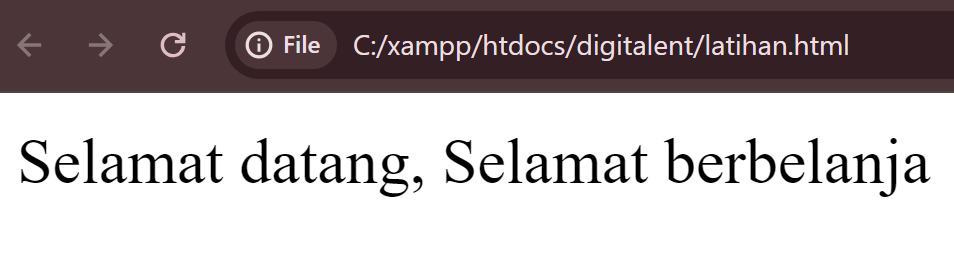 File C:/xampp/htdocs/digitalent/latihan.html
Selamat datang, Selamat berbelanja